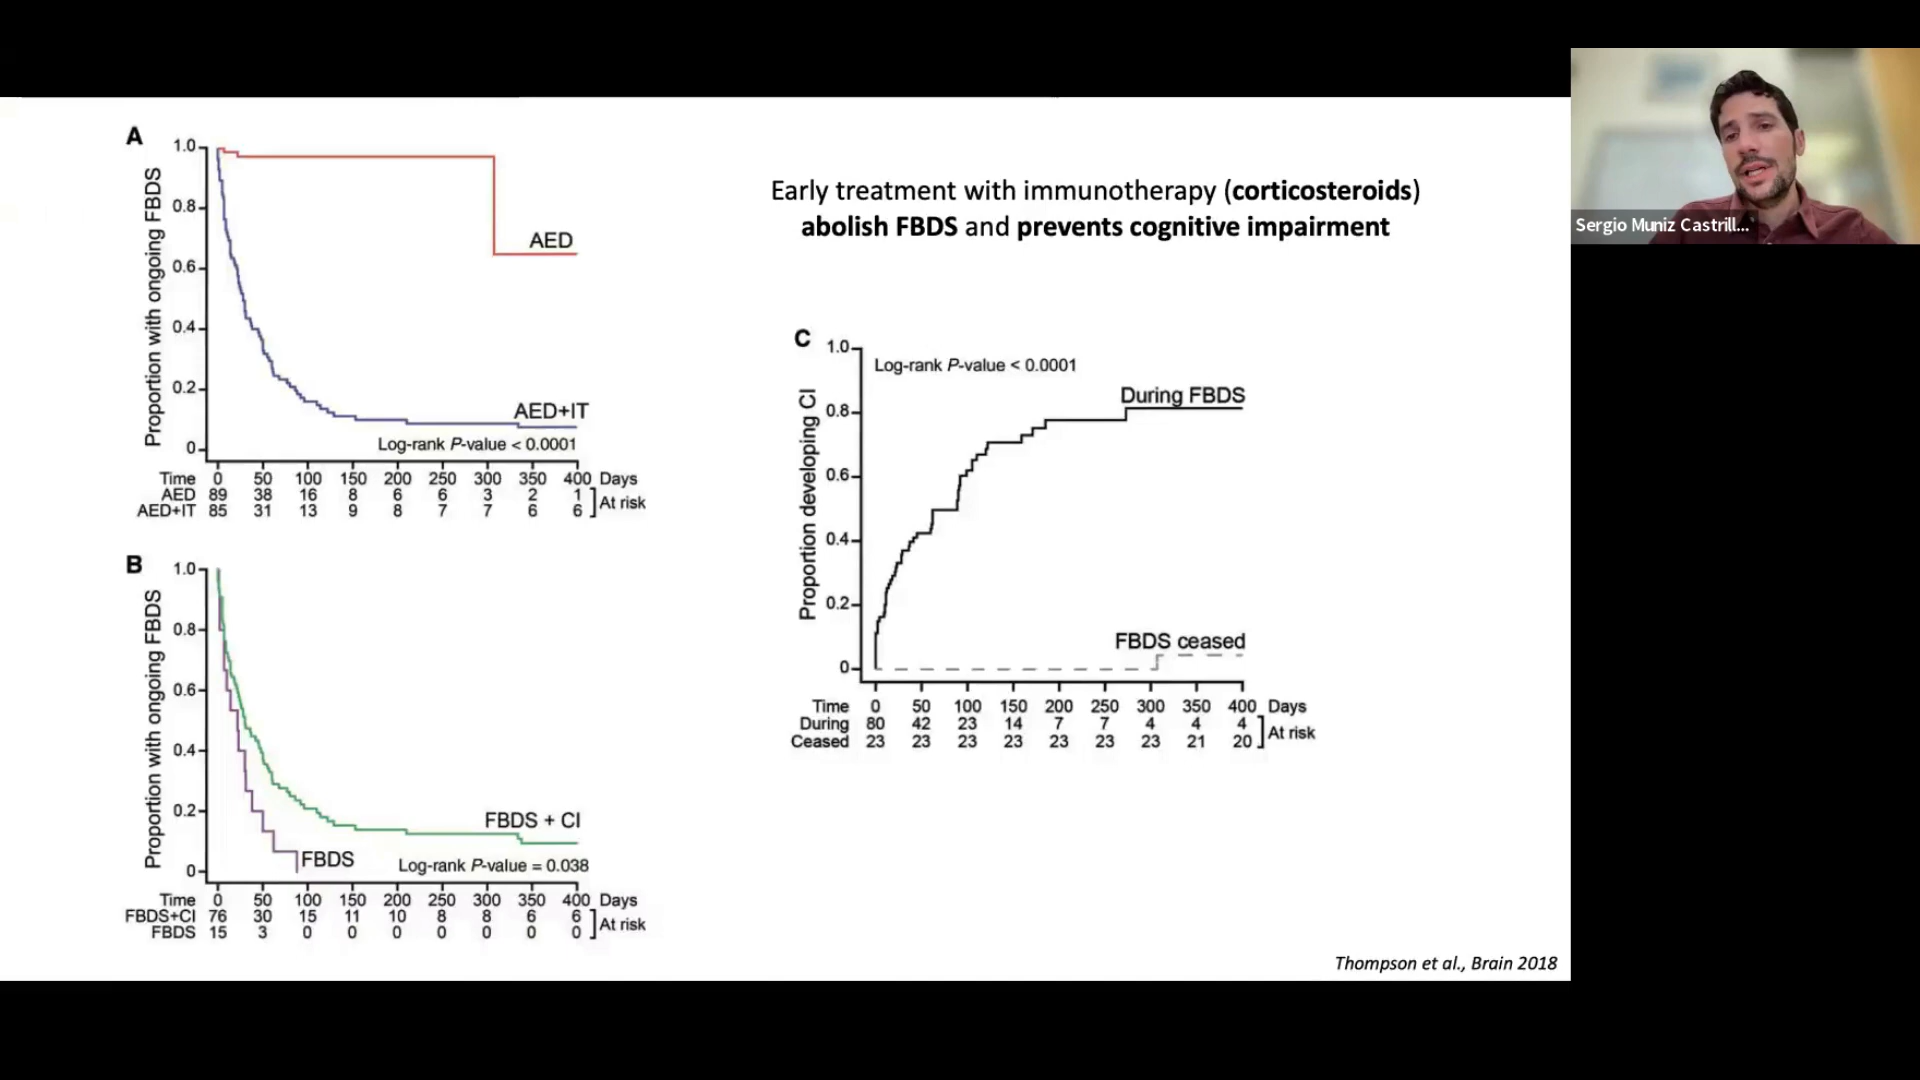 A
Proportion with ongoing FBDS
1.0
0.8
0.6
0.4
0.2
0
AED
AED+IT
Log-rank P-value < 0.0001
Time 0 50 100 150 200 250 300 350 400 Days
AED 89 38 16 8 6 6 3 2 1
AED+IT 85 31 13 9 8 7 7 6 6
At risk
B
Proportion with ongoing FBDS
1.0
0.8
0.6
0.4
0.2
0
FBDS + CI
FBDS
Log-rank P-value = 0.038
Time 0 50 100 150 200 250 300 350 400 Days
FBDS+CI 76 30 15 11 10 8 8 6 6
FBDS 15 3 0 0 0 0 0 0 0
At risk
Early treatment with immunotherapy (corticosteroids)
abolish FBDS and prevents cognitive impairment
C
Proportion developing CI
1.0
0.8
0.6
0.4
0.2
0
Log-rank P-value < 0.0001
During FBDS
FBDS ceased
Time 0 50 100 150 200 250 300 350 400 Days
During 80 42 23 14 7 7 4 4 4
Ceased 23 23 23 23 23 23 23 21 20
At risk
Thompson et al., Brain 2018
Sergio Muniz Castrill...